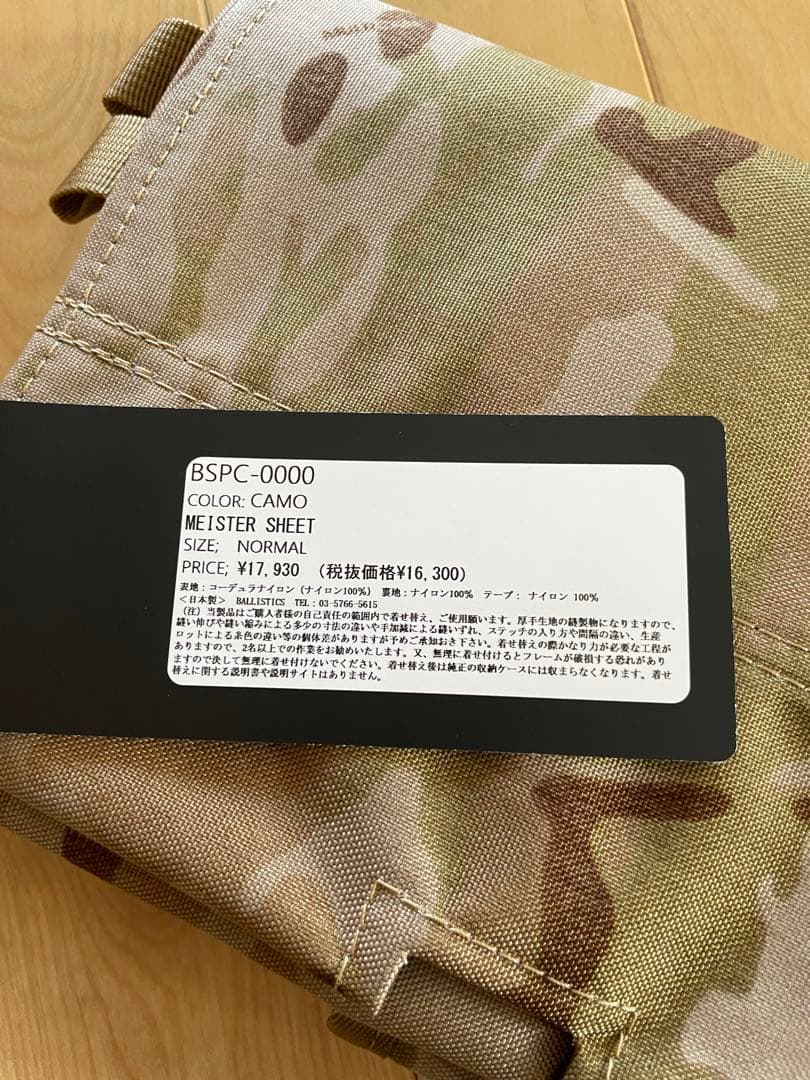 BSPC-0000
COLOR: CAMO
MEISTER SHEET
SIZE; NORMAL
PRICE; ¥17,930 (税抜価格¥16,300)
表地：コーデュラナイロン（ナイロン100%） 裏地：ナイロン100% テープ： ナイロン 100%
＜日本製＞ BALLISTICS TEL：03-5766-5615
（注）当製品はご購入者様の自己責任の範囲内で着せ替え、ご使用願います。厚手生地の縫製物になりますので、
縫い伸びや縫い縮みによる多少の寸法の違いや手加減による縫いずれ、ステッチの入り方や間隔の違い、生産
ロットによる糸色の違い等の個体差がありますが予めご承知おき下さい。着せ替えの際かなり力が必要な工程が
ありますので、2名以上での作業をお勧めいたします。又、無理に着せ付けるとフレームが破損する恐れがあり
ますので決して無理に着せ付けないでください。着せ替え後は純正の収納ケースには収まらなくなります。着せ
替えに関する説明書や説明サイトはありません。